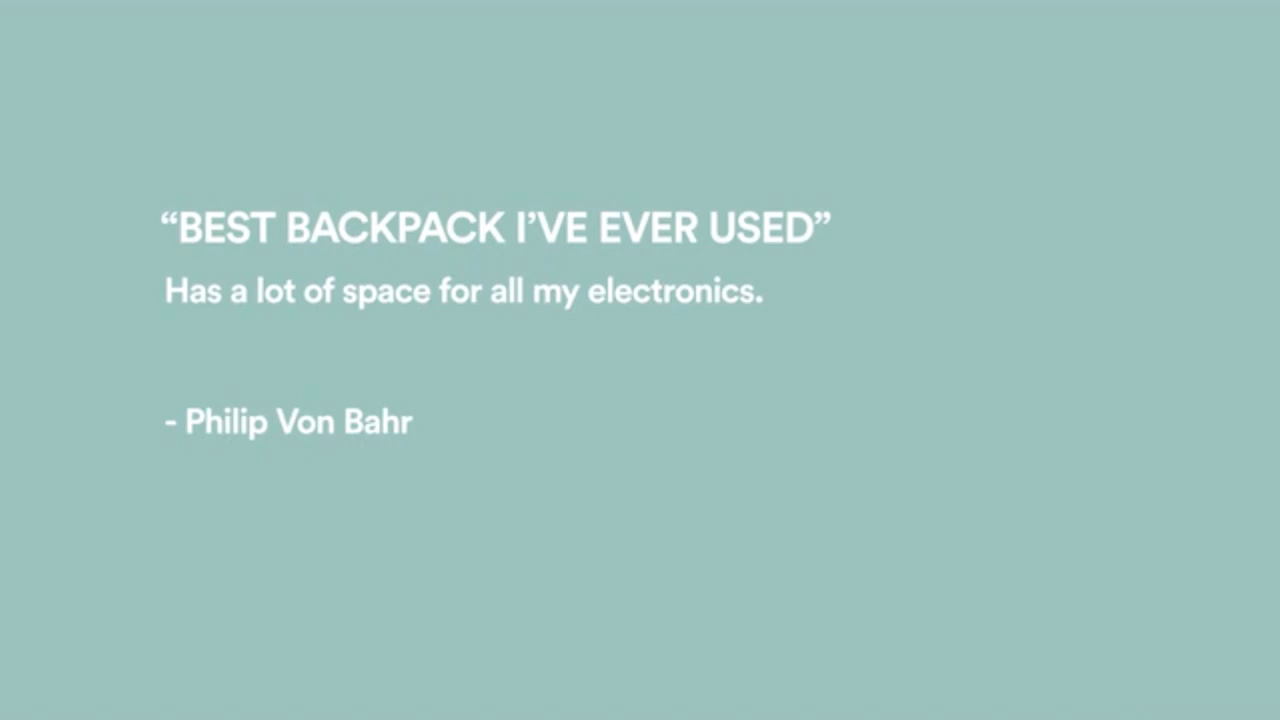 “BEST BACKPACK I’VE EVER USED”
Has a lot of space for all my electronics.
- Philip Von Bahr